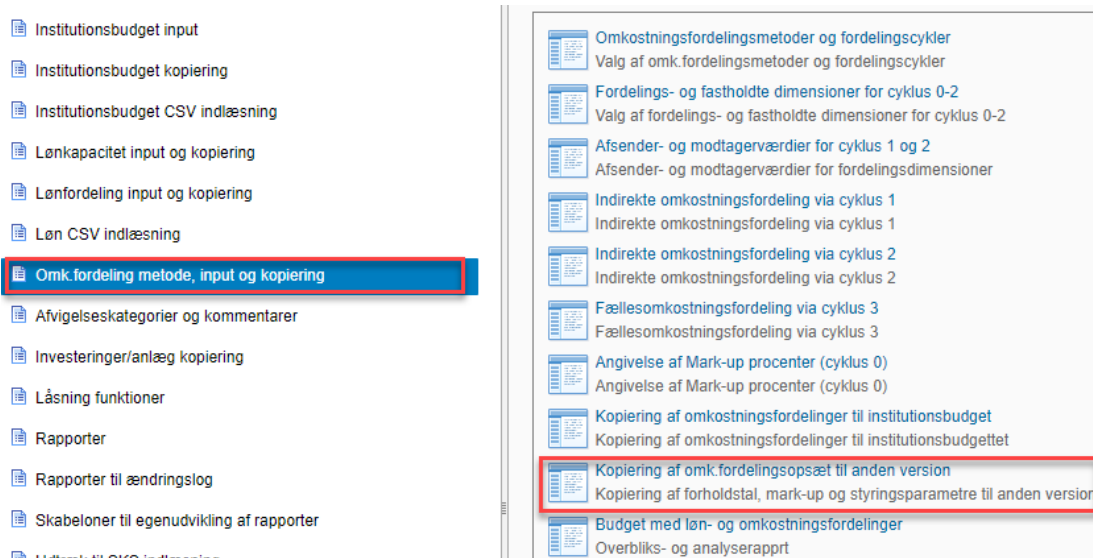 Institutionsbudget input
Institutionsbudget kopiering
Institutionsbudget CSV indlæsning
Lønkapacitet input og kopiering
Lønfordeling input og kopiering
Løn CSV indlæsning
Omk.fordeling metode, input og kopiering
Afvigelseskategorier og kommentarer
Investeringer/anlæg kopiering
Låsning funktioner
Rapporter
Rapporter til ændringslog
Skabeloner til egenudvikling af rapporter
Omkostningsfordelingsmetoder og fordelingscykler
Valg af omk.fordelingsmetoder og fordelingscykler
Fordelings- og fastholdte dimensioner for cyklus 0-2
Valg af fordelings- og fastholdte dimensioner for cyklus 0-2
Afsender- og modtagerværdier for cyklus 1 og 2
Afsender- og modtagerværdier for fordelingsdimensioner
Indirekte omkostningsfordeling via cyklus 1
Indirekte omkostningsfordeling via cyklus 1
Indirekte omkostningsfordeling via cyklus 2
Indirekte omkostningsfordeling via cyklus 2
Fællesomkostningsfordeling via cyklus 3
Fællesomkostningsfordeling via cyklus 3
Angivelse af Mark-up procenter (cyklus 0)
Angivelse af Mark-up procenter (cyklus 0)
Kopiering af omkostningsfordelinger til institutionsbudget
Kopiering af omkostningsfordelinger til institutionsbudgettet
Kopiering af omk.fordelingsopsæt til anden version
Kopiering af forholdstal, mark-up og styringsparametre til anden version
Budget med løn- og omkostningsfordelinger
Overbliks- og analyserapprt